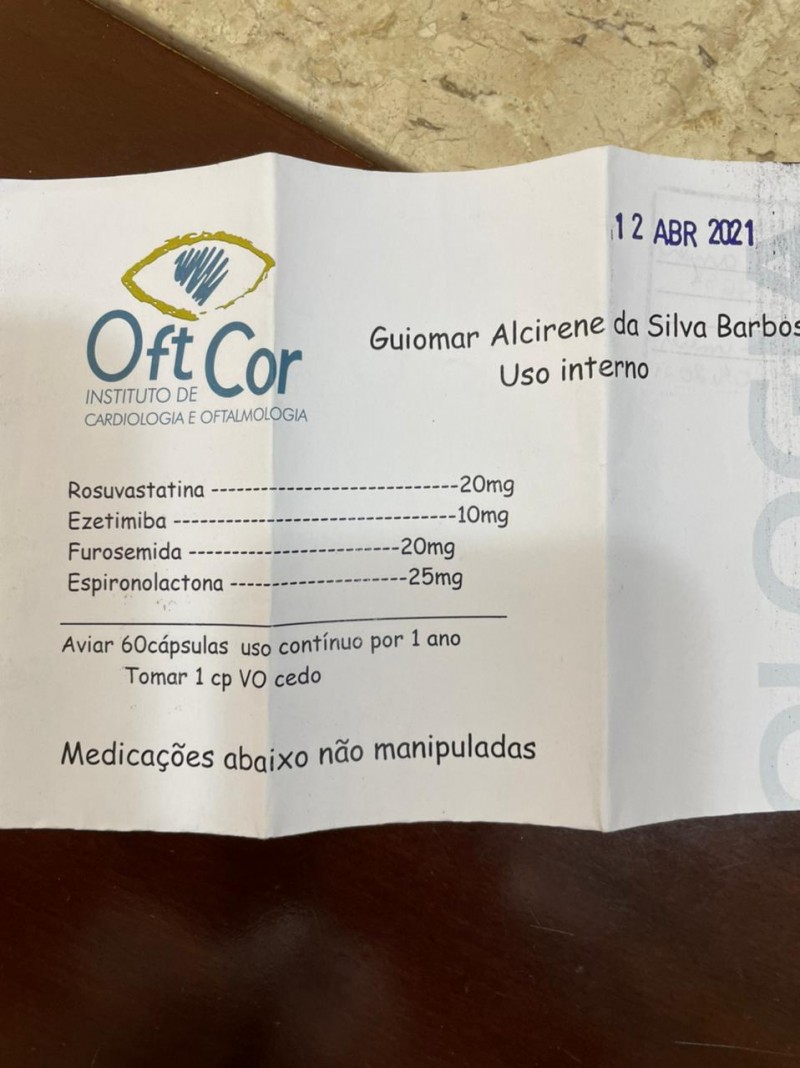 12 ABR 2021
Oft Cor
INSTITUTO DE
CARDIOLOGIA E OFTALMOLOGIA
Guiomar Alcirene da Silva Barbos
Uso interno
Rosuvastatina --------------------------20mg
Ezetimiba ------------------------------10mg
Furosemida ----------------------20mg
Espironolactona ------------------25mg
Aviar 60cápsulas uso contínuo por 1 ano
Tomar 1 cp VO cedo
Medicações abaixo não manipuladas